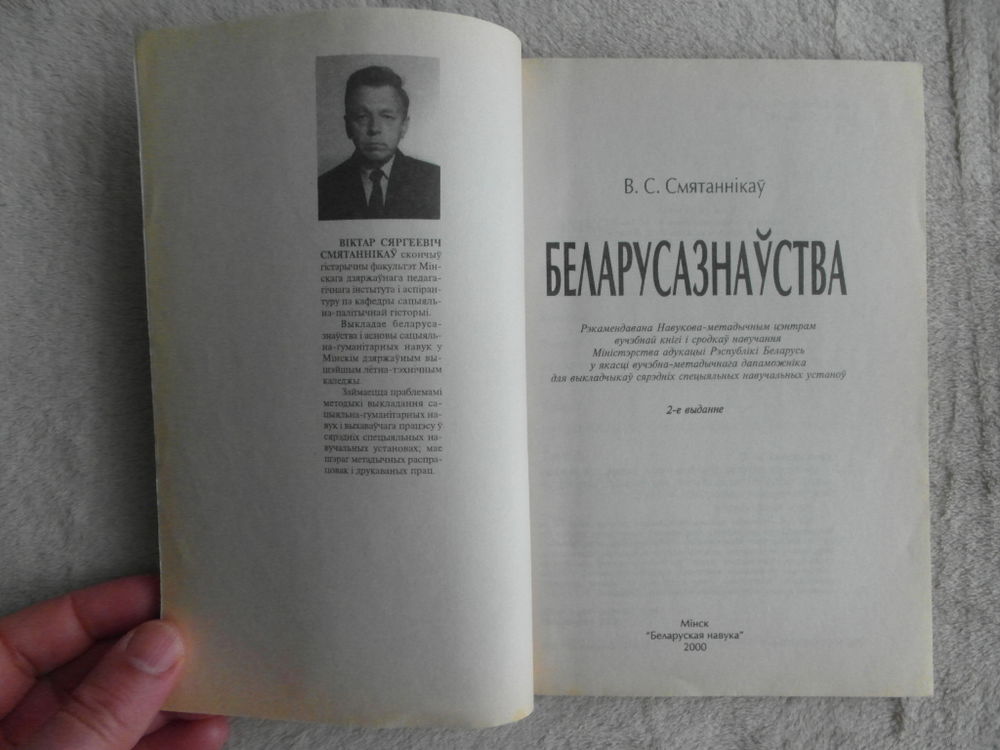 ВІКТАР СЯРГЕЕВІЧ
СМЯТАННІКАЎ скончыў
гістарычны факультэт Мін-
скага дзяржаўнага педага-
гічнага інстытута і аспіран-
туру па кафедры сацыяль-
на-палітычнай гісторыі.
Выкладае беларуса-
знаўства і асновы сацыяль-
на-гуманітарных навук у
Мінскім дзяржаўным вы-
шэйшым лётна-тэхнічным
каледжы.
Займаецца праблемамі
методыкі выкладання са-
цыяльна-гуманітарных на-
вук і выхаваўчага працэсу ў
сярэдніх спецыяльных на-
вучальных установах; мае
шэраг метадычных распра-
цовак і друкаваных прац.
В. С. Смятаннікаў
БЕЛАРУСАЗНАЎСТВА
Рэкамендавана Навукова-метадычным цэнтрам
вучэбнай кнігі і сродкаў навучання
Міністэрства адукацыі Рэспублікі Беларусь
у якасці вучэбна-метадычнага дапаможніка
для выкладчыкаў сярэдніх спецыяльных навучальных устаноў
2-е выданне
Мінск
"Беларуская навука"
2000